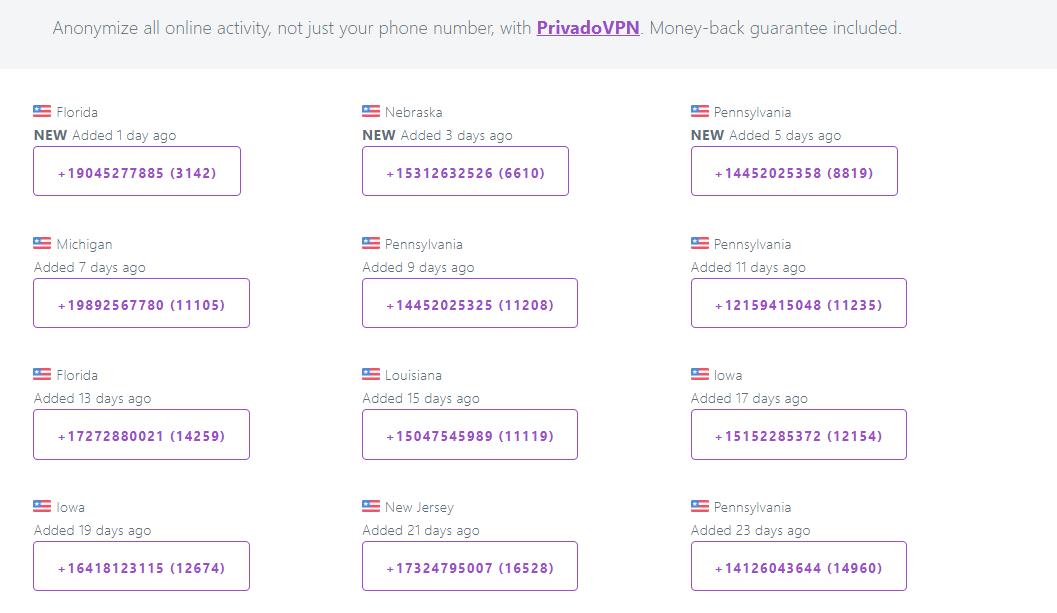 Anonymize all online activity, not just your phone number, with PrivadoVPN. Money-back guarantee included.
Florida
NEW Added 1 day ago
+19045277885 (3142)
Nebraska
NEW Added 3 days ago
+15312632526 (6610)
Pennsylvania
NEW Added 5 days ago
+14452025358 (8819)
Michigan
Added 7 days ago
+19892567780 (11105)
Pennsylvania
Added 9 days ago
+14452025325 (11208)
Pennsylvania
Added 11 days ago
+12159415048 (11235)
Florida
Added 13 days ago
+17272880021 (14259)
Louisiana
Added 15 days ago
+15047545989 (11119)
Iowa
Added 17 days ago
+15152285372 (12154)
Iowa
Added 19 days ago
+16418123115 (12674)
New Jersey
Added 21 days ago
+17324795007 (16528)
Pennsylvania
Added 23 days ago
+14126043644 (14960)